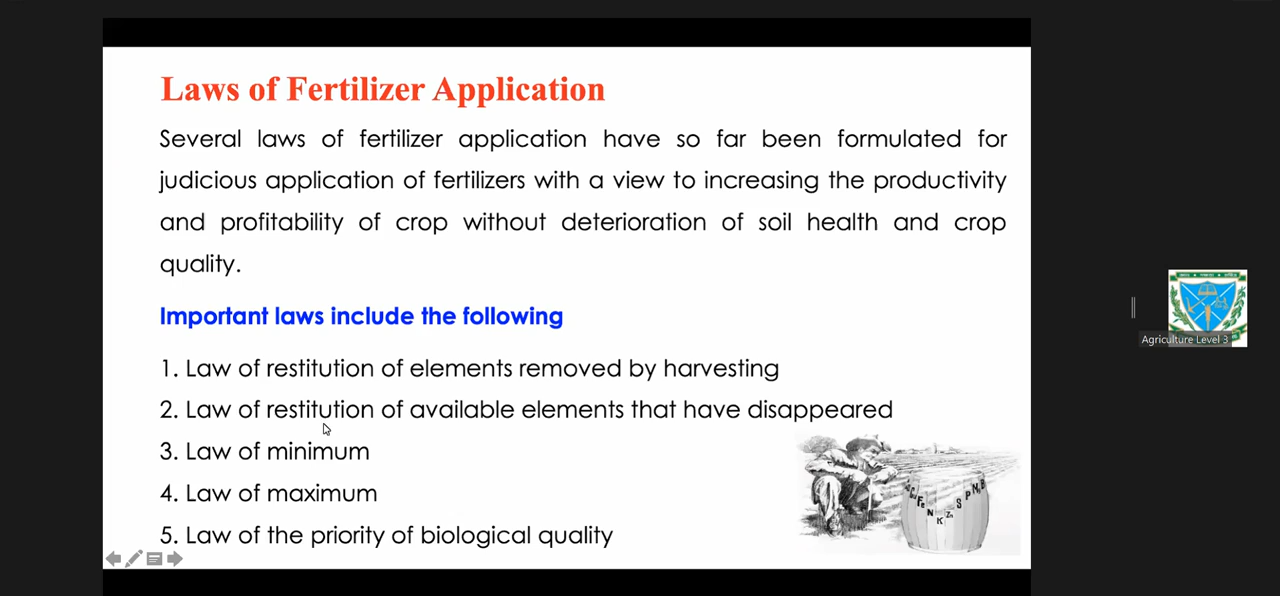 Laws of Fertilizer Application
Several laws of fertilizer application have so far been formulated for
judicious application of fertilizers with a view to increasing the productivity
and profitability of crop without deterioration of soil health and crop
quality.
Important laws include the following
1. Law of restitution of elements removed by harvesting
2. Law of restitution of available elements that have disappeared
3. Law of minimum
4. Law of maximum
5. Law of the priority of biological quality
Fe N K Zn S P
Agriculture Level 3